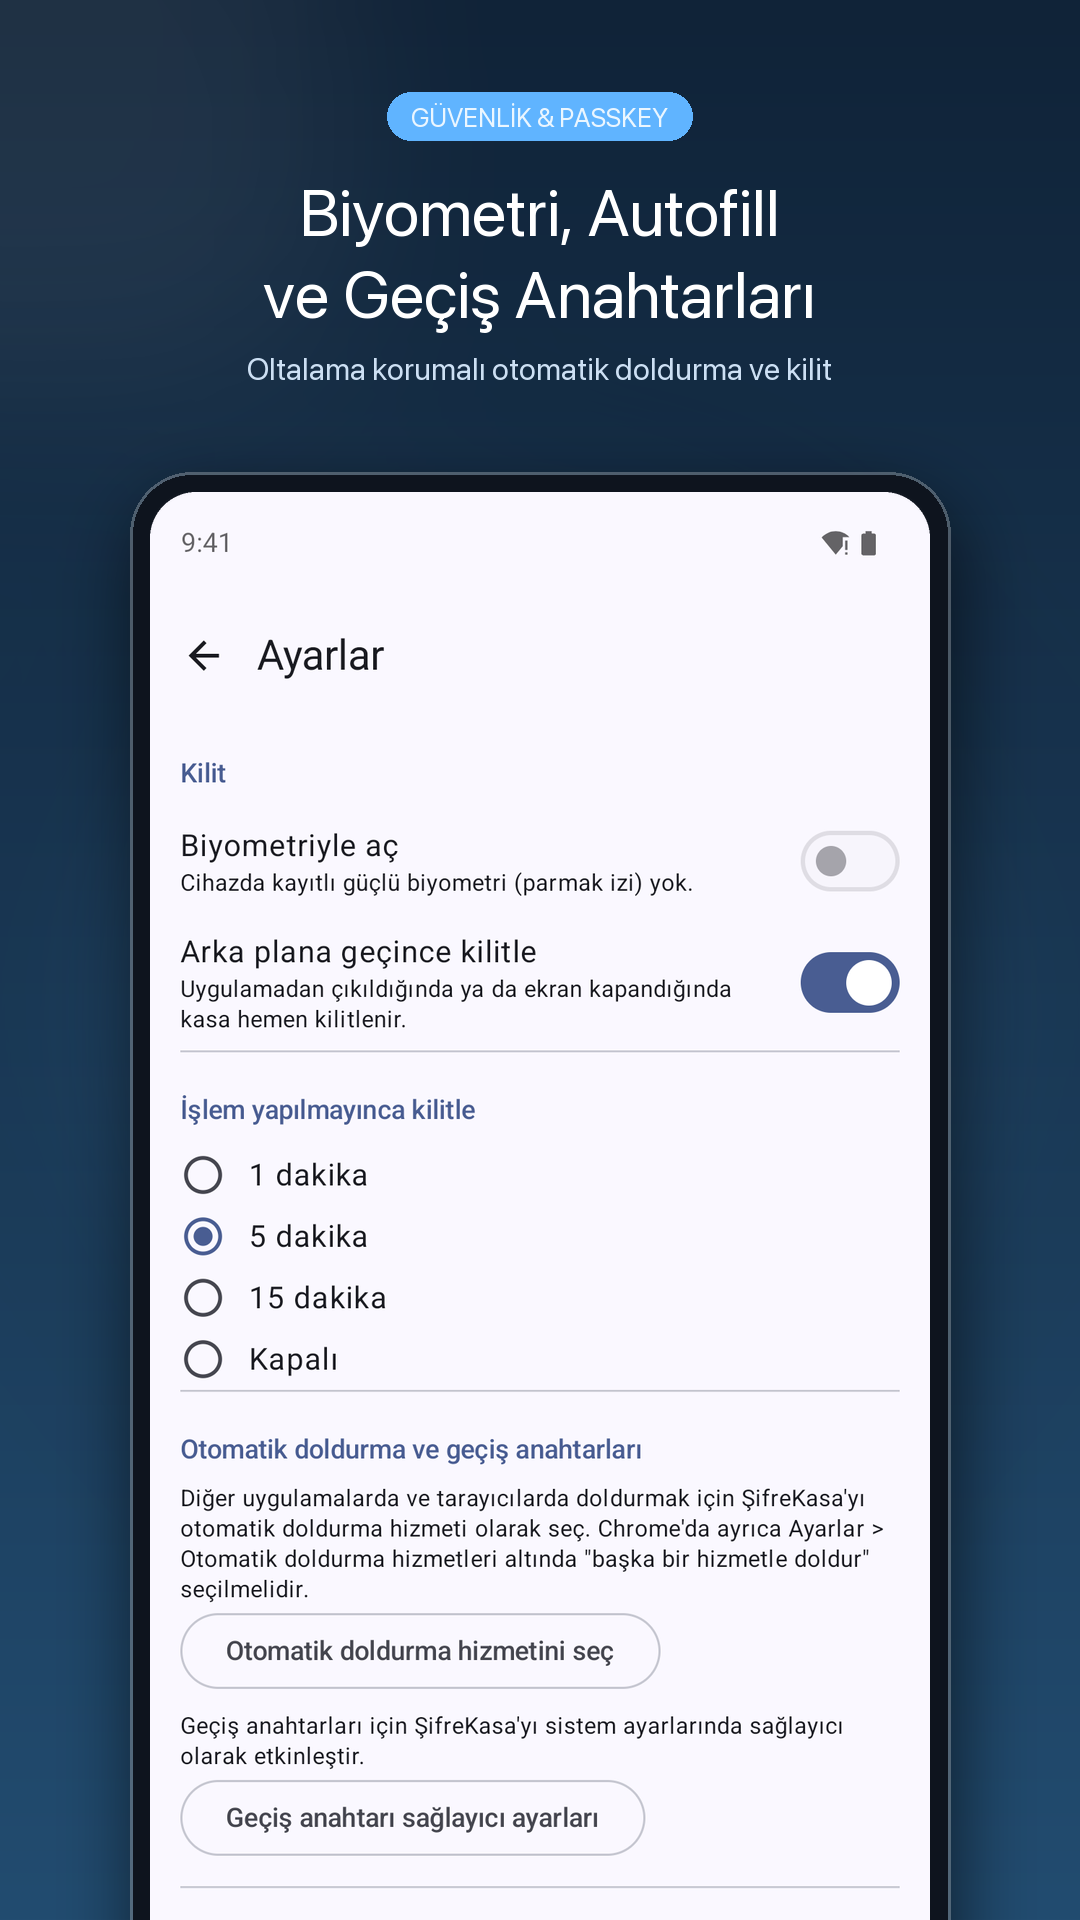 GÜVENLİK & PASSKEY
Biyometri, Autofill
ve Geçiş Anahtarları
Oltalama korumalı otomatik doldurma ve kilit
9:41
Ayarlar
Kilit
Biyometriyle aç
Cihazda kayıtlı güçlü biyometri (parmak izi) yok.
Arka plana geçince kilitle
Uygulamadan çıkıldığında ya da ekran kapandığında
kasa hemen kilitlenir.
İşlem yapılmayınca kilitle
1 dakika
5 dakika
15 dakika
Kapalı
Otomatik doldurma ve geçiş anahtarları
Diğer uygulamalarda ve tarayıcılarda doldurmak için ŞifreKasa'yı
otomatik doldurma hizmeti olarak seç. Chrome'da ayrıca Ayarlar >
Otomatik doldurma hizmetleri altında "başka bir hizmetle doldur"
seçilmelidir.
Otomatik doldurma hizmetini seç
Geçiş anahtarları için ŞifreKasa'yı sistem ayarlarında sağlayıcı
olarak etkinleştir.
Geçiş anahtarı sağlayıcı ayarları